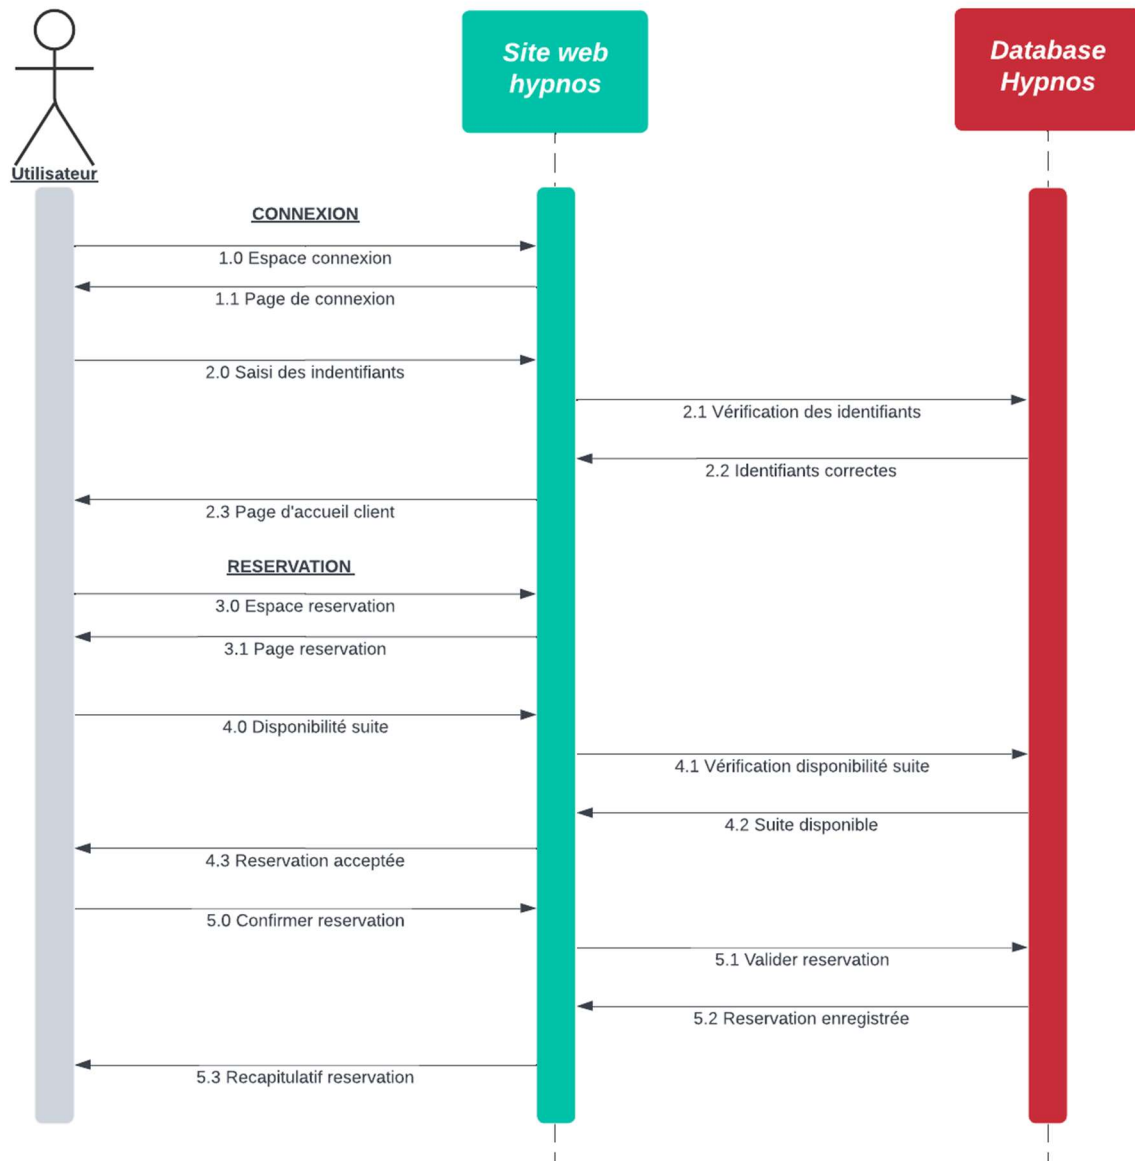 Site web
hypnos
Database
Hypnos
Utilisateur
CONNEXION
1.0 Espace connexion
1.1 Page de connexion
2.0 Saisi des indentifiants
2.1 Vérification des identifiants
2.2 Identifiants correctes
2.3 Page d'accueil client
RESERVATION
3.0 Espace reservation
3.1 Page reservation
4.0 Disponibilité suite
4.1 Vérification disponibilité suite
4.2 Suite disponible
4.3 Reservation acceptée
5.0 Confirmer reservation
5.1 Valider reservation
5.2 Reservation enregistrée
5.3 Recapitulatif reservation